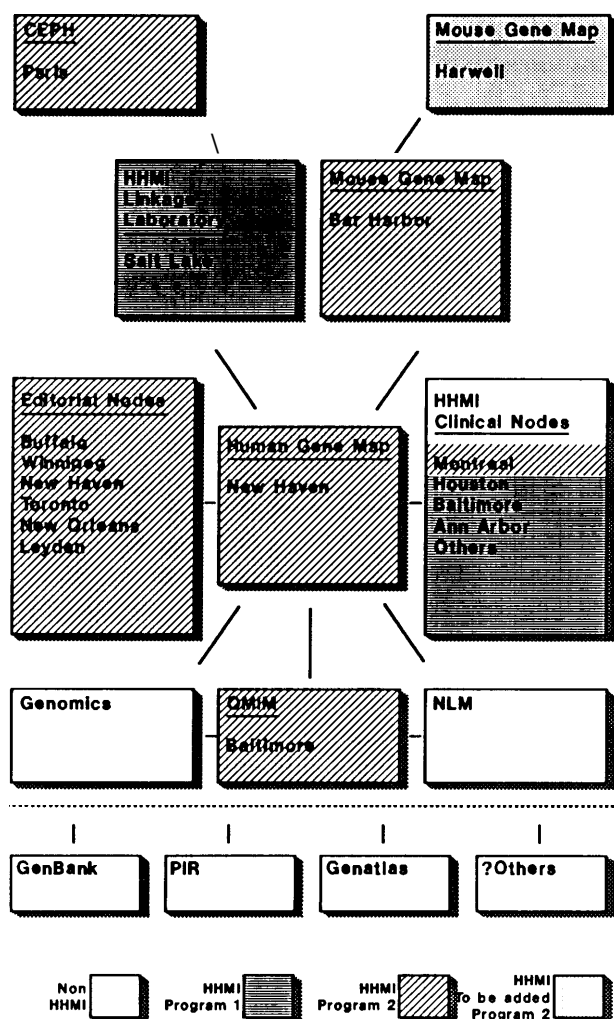 CEPH
Paris
Mouse Gene Map
Harwell
HHMI
Linkage
Laboratory
Salt Lake
Mouse Gene Map
Bar Harbor
Editorial Nodes
Buffalo
Winnipeg
New Haven
Toronto
New Orleans
Leyden
Human Gene Map
New Haven
HHMI
Clinical Nodes
Montreal
Houston
Baltimore
Ann Arbor
Others
Genomics
OMIM
Baltimore
NLM
GenBank
PIR
Genatlas
?Others
Non
HHMI
HHMI
Program 1
HHMI
Program 2
HHMI
To be added
Program 2